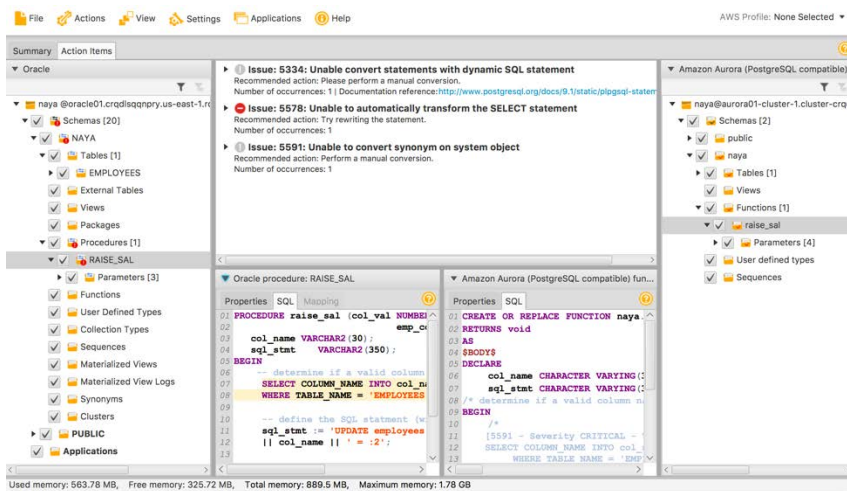 File Actions View Settings Applications Help AWS Profile: None Selected
Summary Action Items
Oracle
naya @oracle01.crqdlsqqnpry.us-east-1.r
Schemas [20]
NAYA
Tables [1]
EMPLOYEES
External Tables
Views
Packages
Procedures [1]
RAISE_SAL
Parameters [3]
Functions
User Defined Types
Collection Types
Sequences
Materialized Views
Materialized View Logs
Synonyms
Clusters
PUBLIC
Applications
Issue: 5334: Unable convert statements with dynamic SQL statement
Recommended action: Please perform a manual conversion.
Number of occurrences: 1 | Documentation reference:http://www.postgresql.org/docs/9.1/static/plpgsql-statem
Issue: 5578: Unable to automatically transform the SELECT statement
Recommended action: Try rewriting the statement.
Number of occurrences: 1
Issue: 5591: Unable to convert synonym on system object
Recommended action: Perform a manual conversion.
Number of occurrences: 1
Oracle procedure: RAISE_SAL
Properties SQL Mapping
01 PROCEDURE raise_sal (col_val NUMBER
02 emp_c
03 col_name VARCHAR2(30);
04 sql_stmt VARCHAR2(350);
05 BEGIN
06 -- determine if a valid column
07 SELECT COLUMN_NAME INTO col_n
08 WHERE TABLE_NAME = 'EMPLOYEES
09
10 -- define the SQL statment (w
11 sql_stmt := 'UPDATE employees
12 || col_name || ' = :2';
13
Amazon Aurora (PostgreSQL compatible) fun...
Properties SQL
01 CREATE OR REPLACE FUNCTION naya.
02 RETURNS void
03 AS
04 $BODY$
05 DECLARE
06 col_name CHARACTER VARYING(3
07 sql_stmt CHARACTER VARYING(3
08 /* determine if a valid column n
09 BEGIN
10 /*
11 [5591 - Severity CRITICAL -
12 SELECT COLUMN_NAME INTO col_
13 WHERE TABLE_NAME = 'EMP
Amazon Aurora (PostgreSQL compatible)
naya@aurora01-cluster-1.cluster-crq
Schemas [2]
public
naya
Tables [1]
Views
Functions [1]
raise_sal
Parameters [4]
User defined types
Sequences
Used memory: 563.78 MB, Free memory: 325.72 MB, Total memory: 889.5 MB, Maximum memory: 1.78 GB